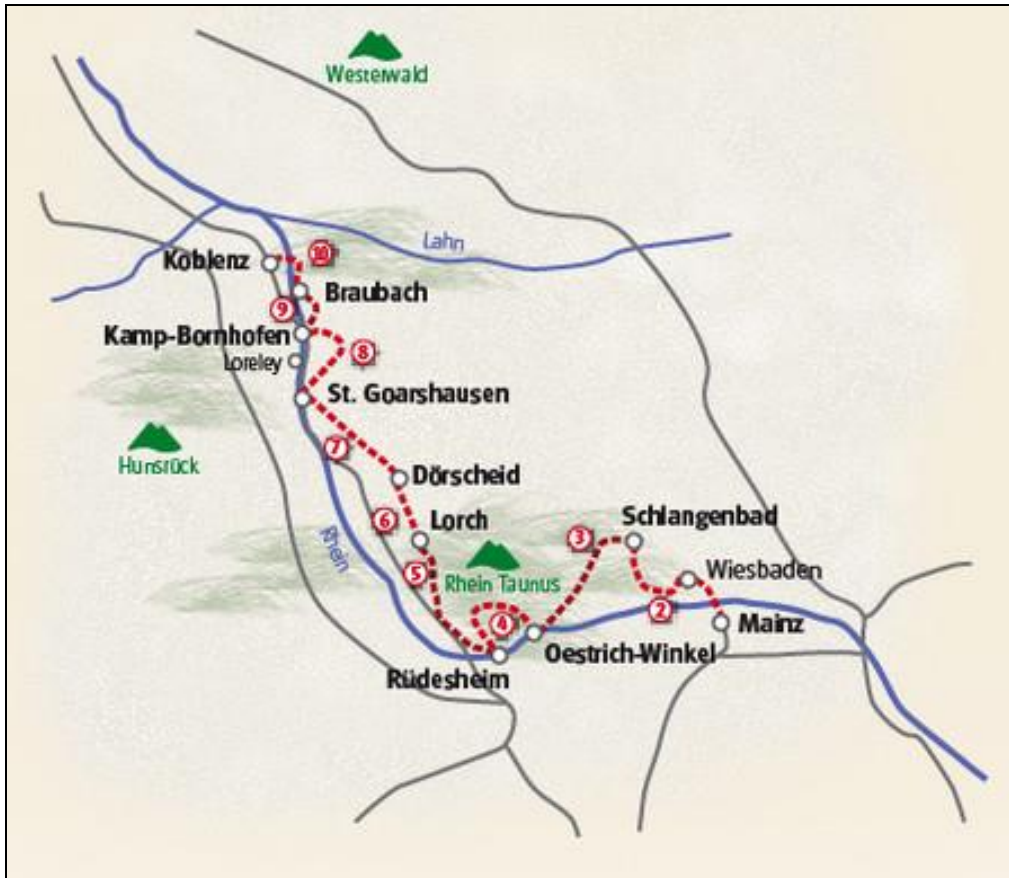 Westerwald
Lahn
10
Koblenz
Braubach
9
Kamp-Bornhofen
8
Loreley
St. Goarshausen
7
Hunsrück
Dörscheid
6
Lorch
Schlangenbad
3
Rhein
5
Rhein Taunus
Wiesbaden
2
4
Mainz
Oestrich-Winkel
Rüdesheim